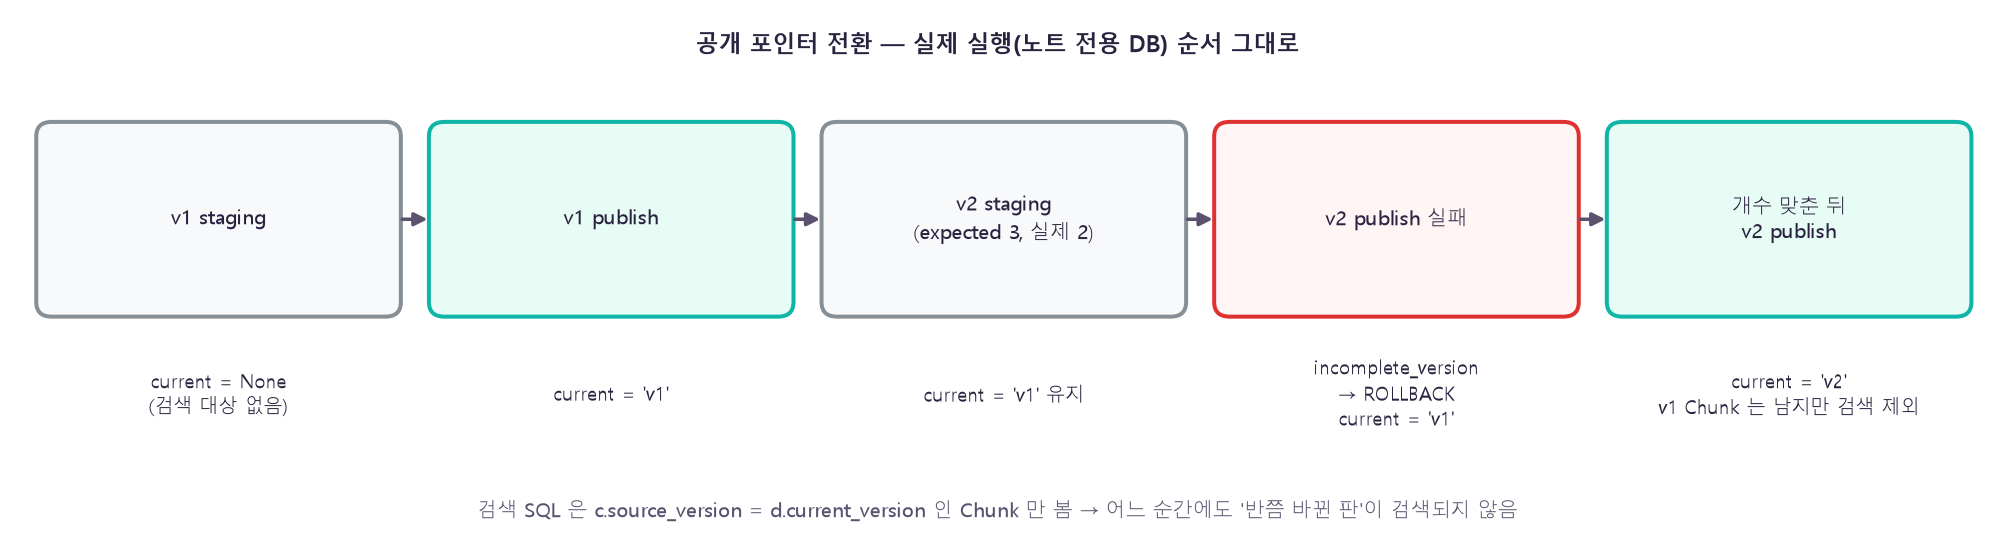 공개 포인터 전환 — 실제 실행(노트 전용 DB) 순서 그대로
v1 staging
v1 publish
v2 staging
(expected 3, 실제 2)
v2 publish 실패
개수 맞춘 뒤
v2 publish
current = None
(검색 대상 없음)
current = 'v1'
current = 'v1' 유지
incomplete_version
→ ROLLBACK
current = 'v1'
current = 'v2'
v1 Chunk 는 남지만 검색 제외
검색 SQL 은 c.source_version = d.current_version 인 Chunk 만 봄 → 어느 순간에도 '반쯤 바뀐 판'이 검색되지 않음